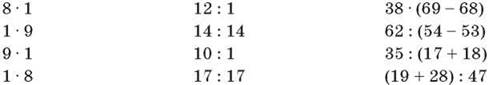 8 · 1 12 : 1 38 · (69 – 68)
1 · 9 14 : 14 62 : (54 – 53)
9 · 1 10 : 1 35 : (17 + 18)
1 · 8 17 : 17 (19 + 28) : 47